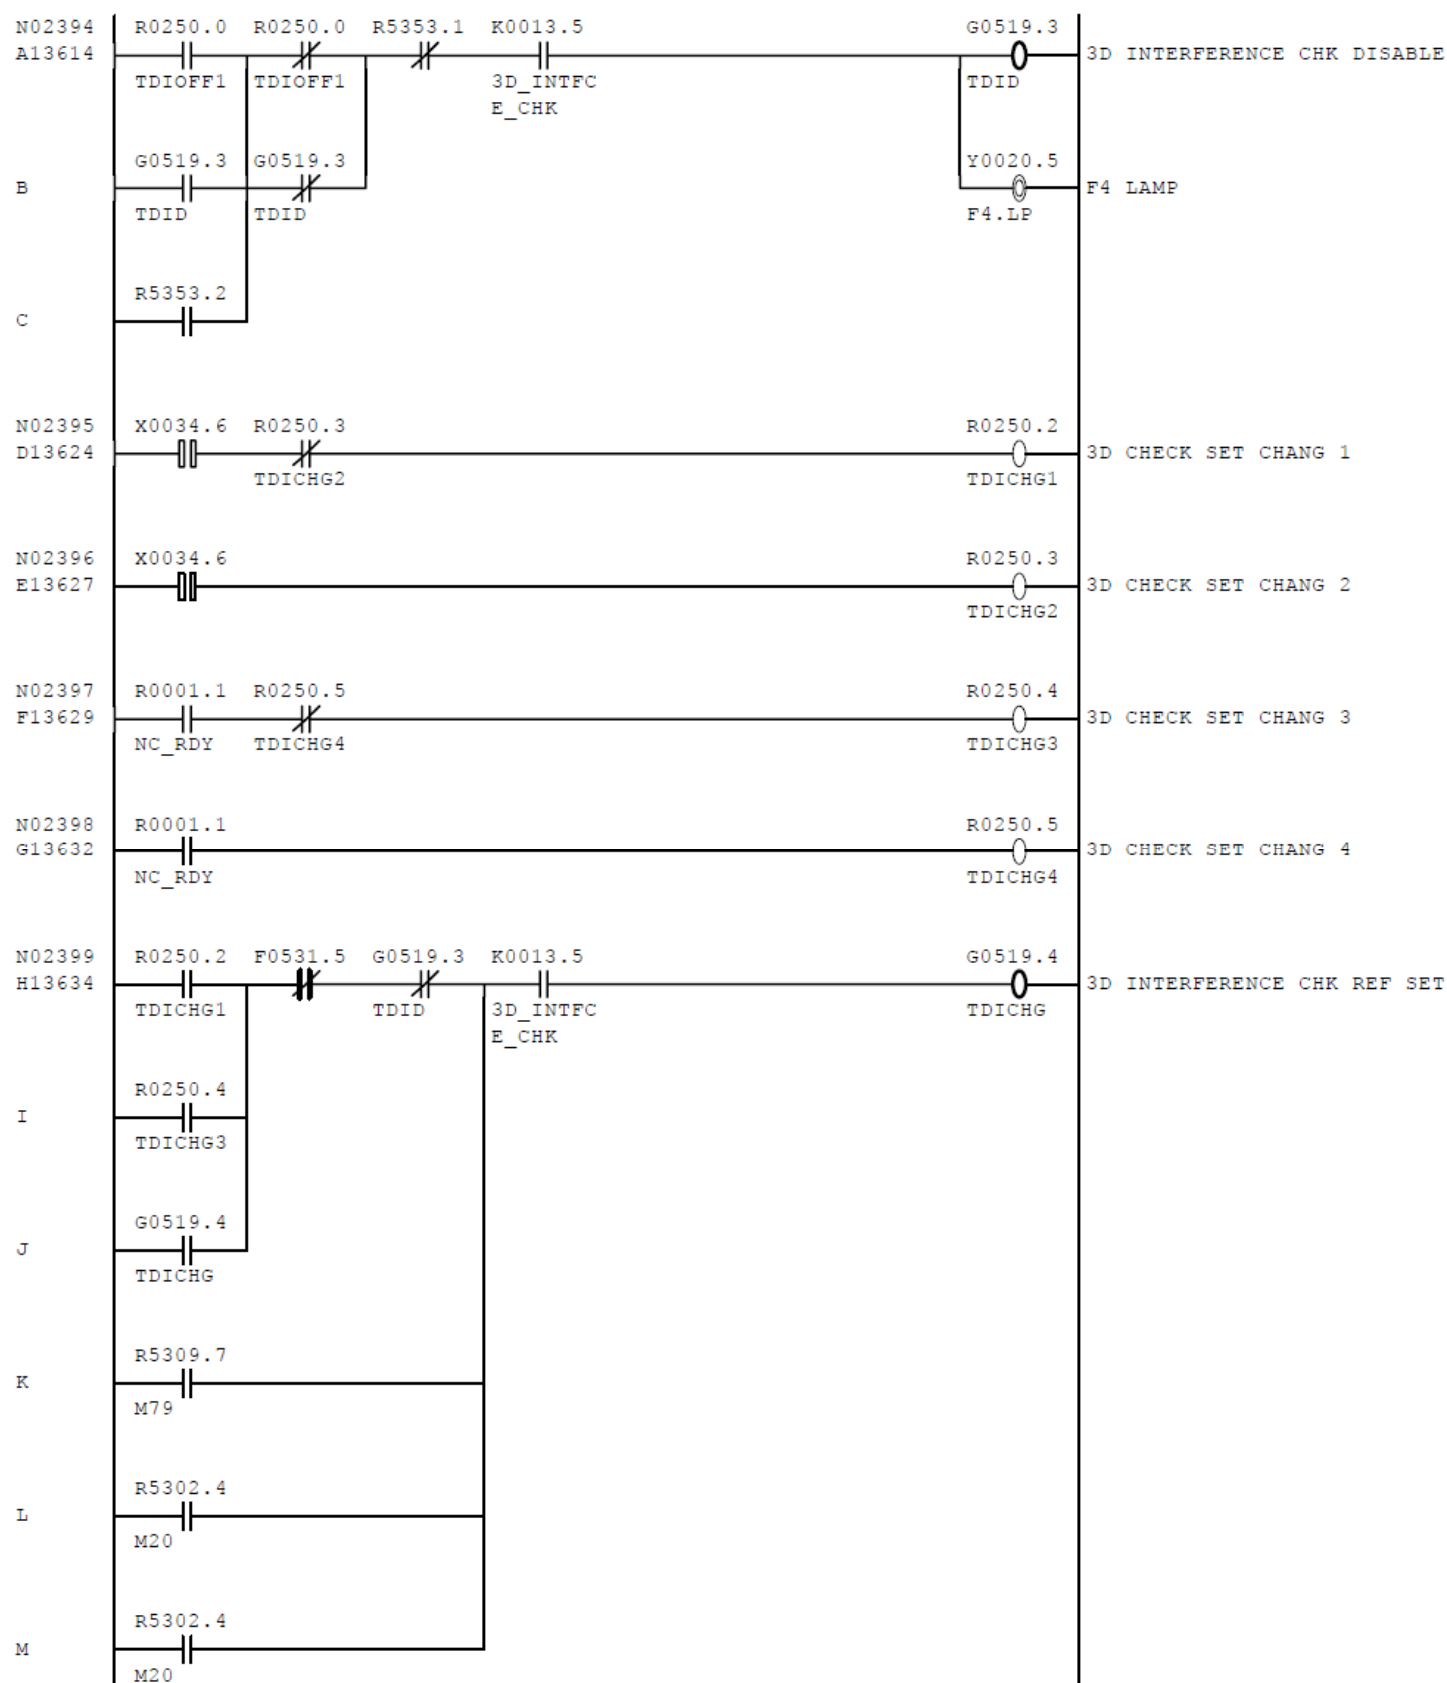 N02394 R0250.0 R0250.0 R5353.1 K0013.5 G0519.3
A13614 3D INTERFERENCE CHK DISABLE
TDIOFF1 TDIOFF1 3D_INTFC TDID
E_CHK
G0519.3 G0519.3 Y0020.5
B F4 LAMP
TDID TDID F4.LP
R5353.2
C
N02395 X0034.6 R0250.3 R0250.2
D13624 3D CHECK SET CHANG 1
TDICHG2 TDICHG1
N02396 X0034.6 R0250.3
E13627 3D CHECK SET CHANG 2
TDICHG2
N02397 R0001.1 R0250.5 R0250.4
F13629 3D CHECK SET CHANG 3
NC_RDY TDICHG4 TDICHG3
N02398 R0001.1 R0250.5
G13632 3D CHECK SET CHANG 4
NC_RDY TDICHG4
N02399 R0250.2 F0531.5 G0519.3 K0013.5 G0519.4
H13634 3D INTERFERENCE CHK REF SET
TDICHG1 TDID 3D_INTFC TDICHG
E_CHK
R0250.4
I
TDICHG3
G0519.4
J
TDICHG
R5309.7
K
M79
R5302.4
L
M20
R5302.4
M
M20